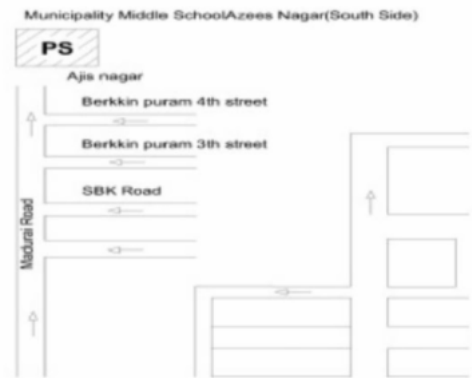 Municipality Middle SchoolAzees Nagar(South Side)
PS
Ajis nagar
Berkkin puram 4th street
Berkkin puram 3th street
SBK Road
Madurai Road